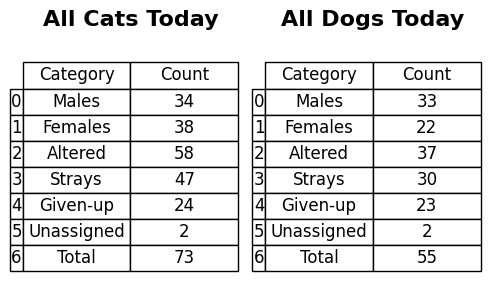 All Cats Today
Category Count
0 Males 34
1 Females 38
2 Altered 58
3 Strays 47
4 Given-up 24
5 Unassigned 2
6 Total 73
All Dogs Today
Category Count
0 Males 33
1 Females 22
2 Altered 37
3 Strays 30
4 Given-up 23
5 Unassigned 2
6 Total 55